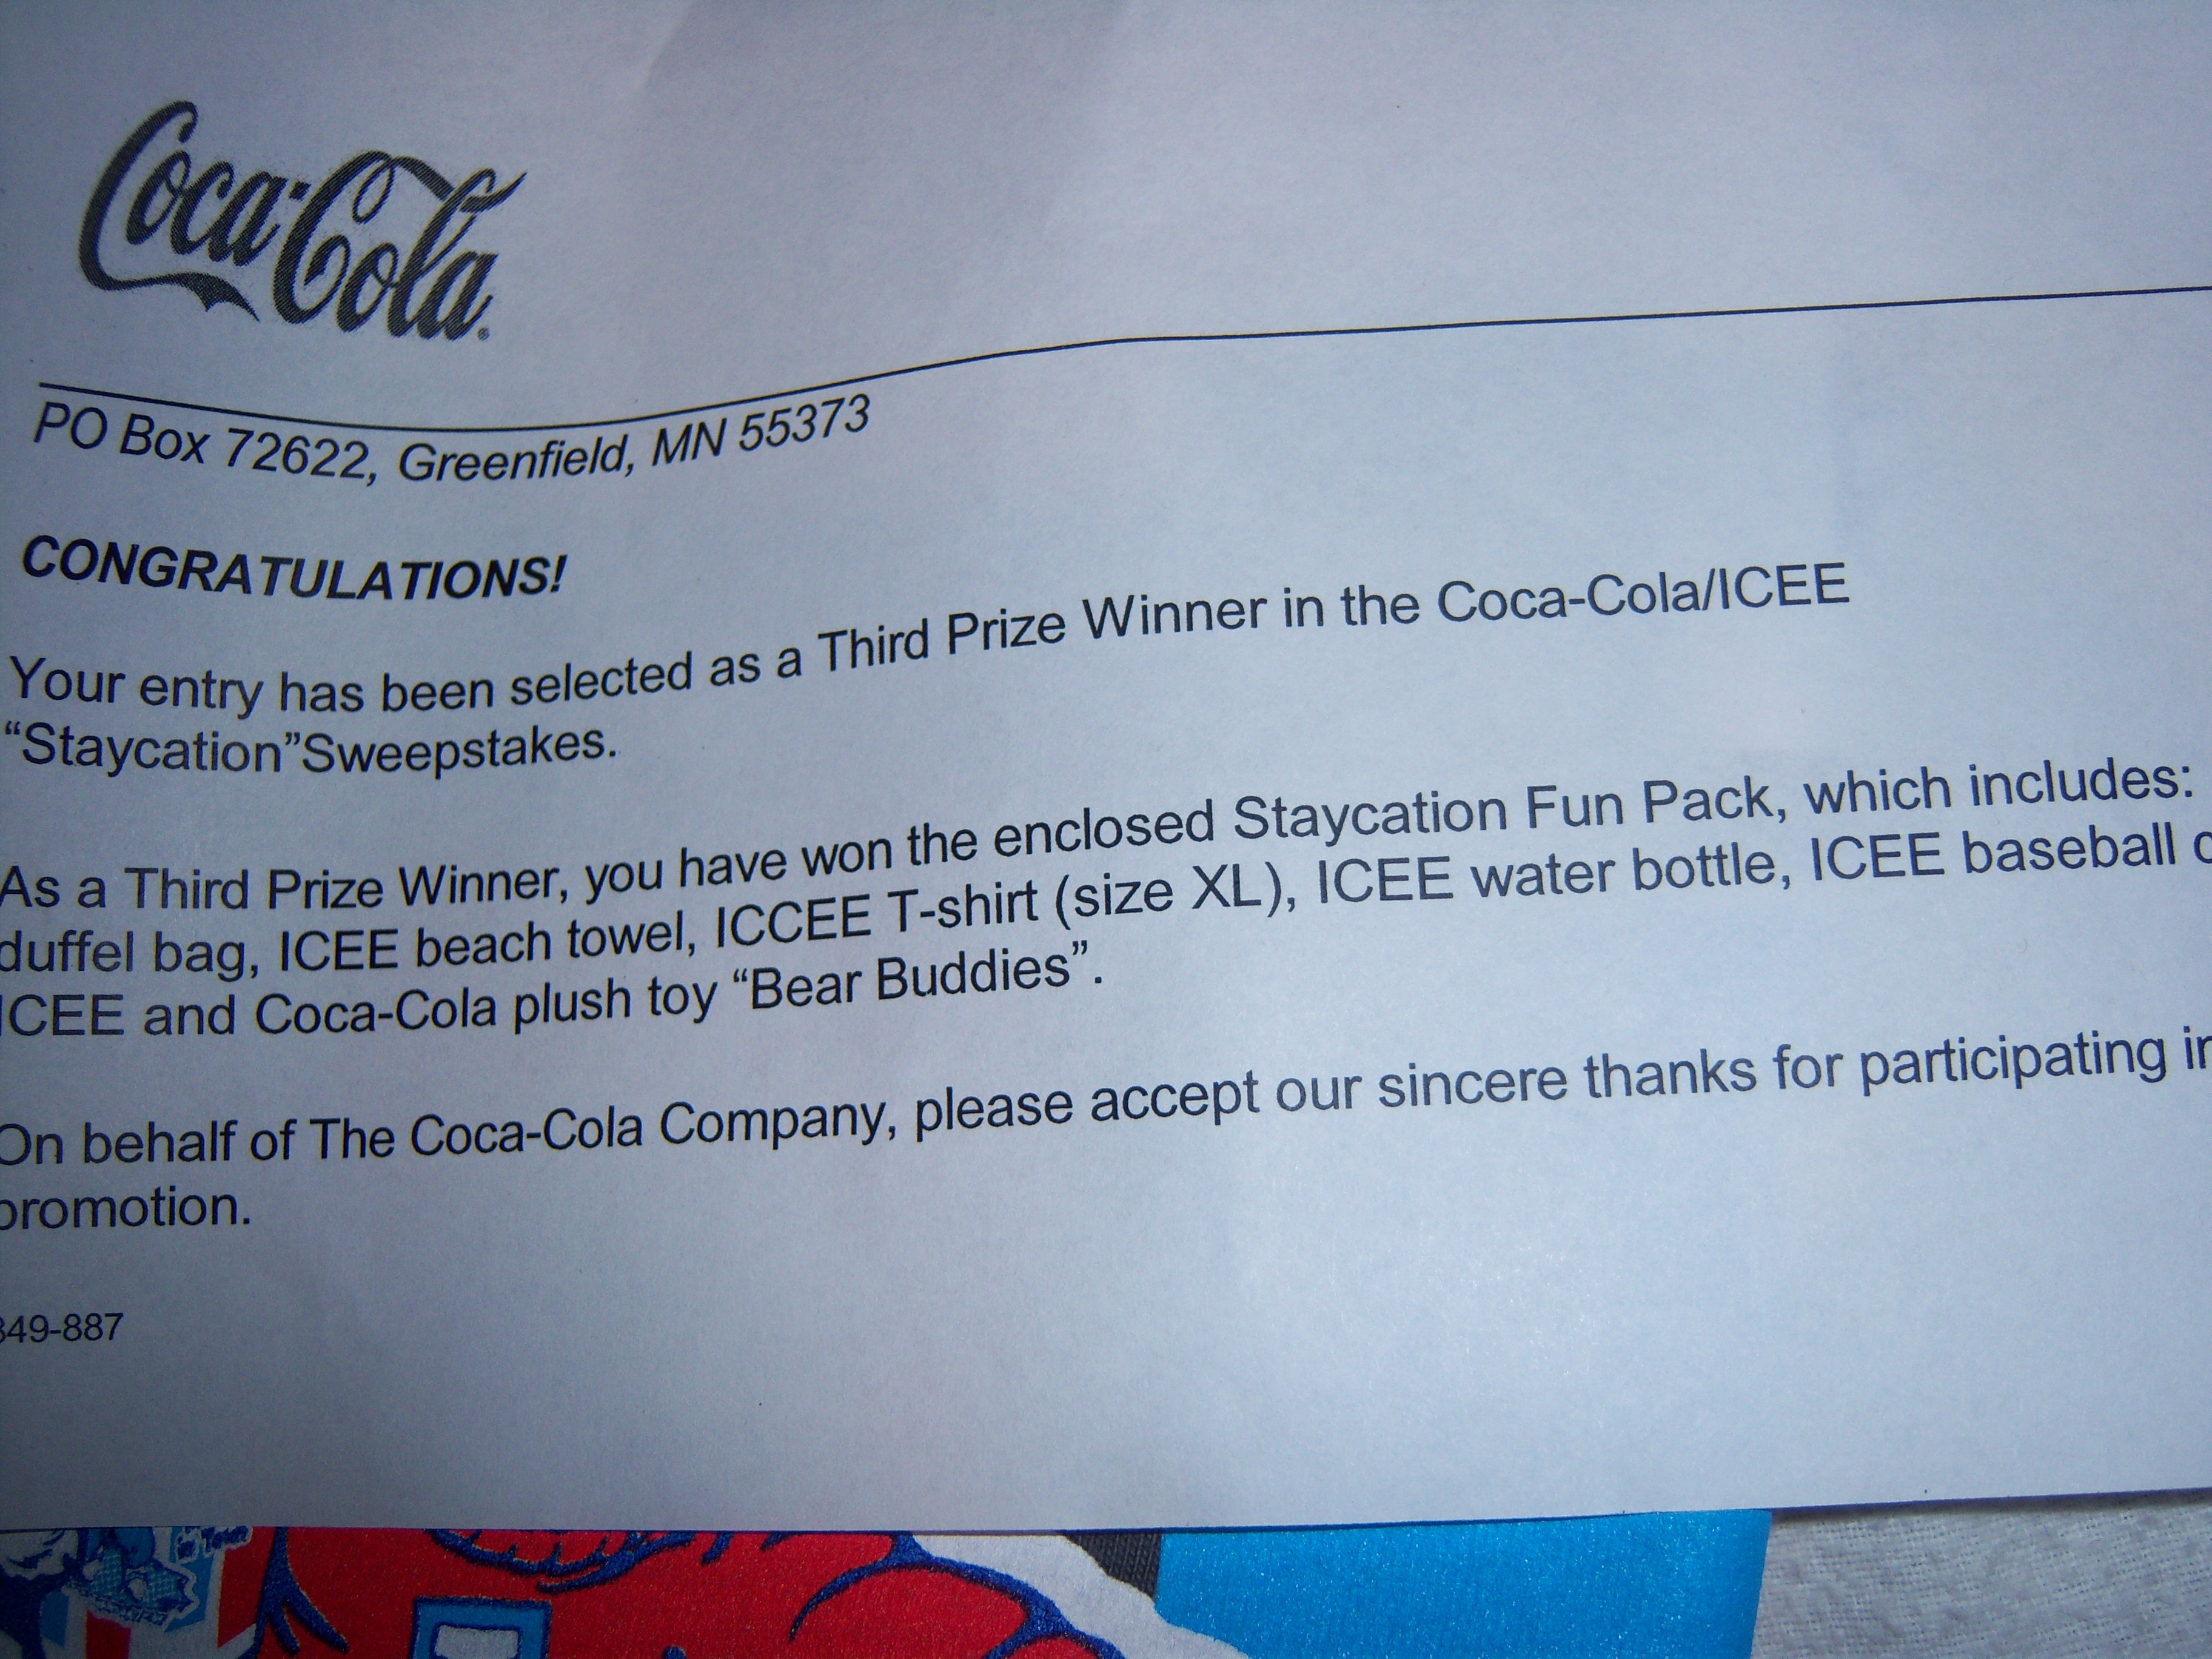 Coca-Cola
PO Box 72622, Greenfield, MN 55373
CONGRATULATIONS!
Your entry has been selected as a Third Prize Winner in the Coca-Cola/ICEE
“Staycation”Sweepstakes.
As a Third Prize Winner, you have won the enclosed Staycation Fun Pack, which includes:
duffel bag, ICEE beach towel, ICCEE T-shirt (size XL), ICEE water bottle, ICEE baseball
ICEE and Coca-Cola plush toy “Bear Buddies”.
On behalf of The Coca-Cola Company, please accept our sincere thanks for participating in
promotion.
349-887